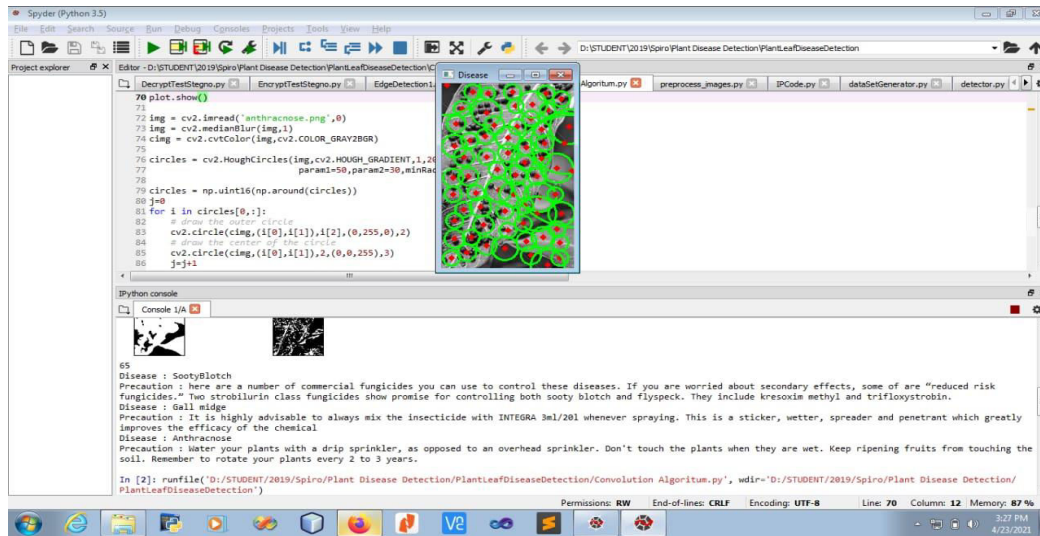 Spyder (Python 3.5)
File Edit Search Source Run Debug Consoles Projects Tools View Help
D:\STUDENT\2019\Spiro\Plant Disease Detection\PlantLeafDiseaseDetection
Project explorer
Editor - D:\STUDENT\2019\Spiro\Plant Disease Detection\PlantLeafDiseaseDetection\C
DecryptTestStegno.py EncryptTestStegno.py EdgeDetection1. Algoritum.py preprocess_images.py IPCode.py dataSetGenerator.py detector.py
Disease
70 plot.show()
71
72 img = cv2.imread('anthracnose.png',0)
73 img = cv2.medianBlur(img,1)
74 cimg = cv2.cvtColor(img,cv2.COLOR_GRAY2BGR)
75
76 circles = cv2.HoughCircles(img,cv2.HOUGH_GRADIENT,1,20
77 param1=50,param2=30,minRad
78
79 circles = np.uint16(np.around(circles))
80 j=0
81 for i in circles[0,:]:
82 # draw the outer circle
83 cv2.circle(cimg,(i[0],i[1]),i[2],(0,255,0),2)
84 # draw the center of the circle
85 cv2.circle(cimg,(i[0],i[1]),2,(0,0,255),3)
86 j=j+1
IPython console
Console 1/A
65
Disease : SootyBlotch
Precaution : here are a number of commercial fungicides you can use to control these diseases. If you are worried about secondary effects, some of are “reduced risk
fungicides.” Two strobilurin class fungicides show promise for controlling both sooty blotch and flyspeck. They include kresoxim methyl and trifloxystrobin.
Disease : Gall midge
Precaution : It is highly advisable to always mix the insecticide with INTEGRA 3ml/20l whenever spraying. This is a sticker, wetter, spreader and penetrant which greatly
improves the efficacy of the chemical
Disease : Anthracnose
Precaution : Water your plants with a drip sprinkler, as opposed to an overhead sprinkler. Don't touch the plants when they are wet. Keep ripening fruits from touching the
soil. Remember to rotate your plants every 2 to 3 years.
In [2]: runfile('D:/STUDENT/2019/Spiro/Plant Disease Detection/PlantLeafDiseaseDetection/Convolution Algoritum.py', wdir='D:/STUDENT/2019/Spiro/Plant Disease Detection/
PlantLeafDiseaseDetection')
Permissions: RW End-of-lines: CRLF Encoding: UTF-8 Line: 70 Column: 12 Memory: 87 %
3:27 PM
4/23/2021